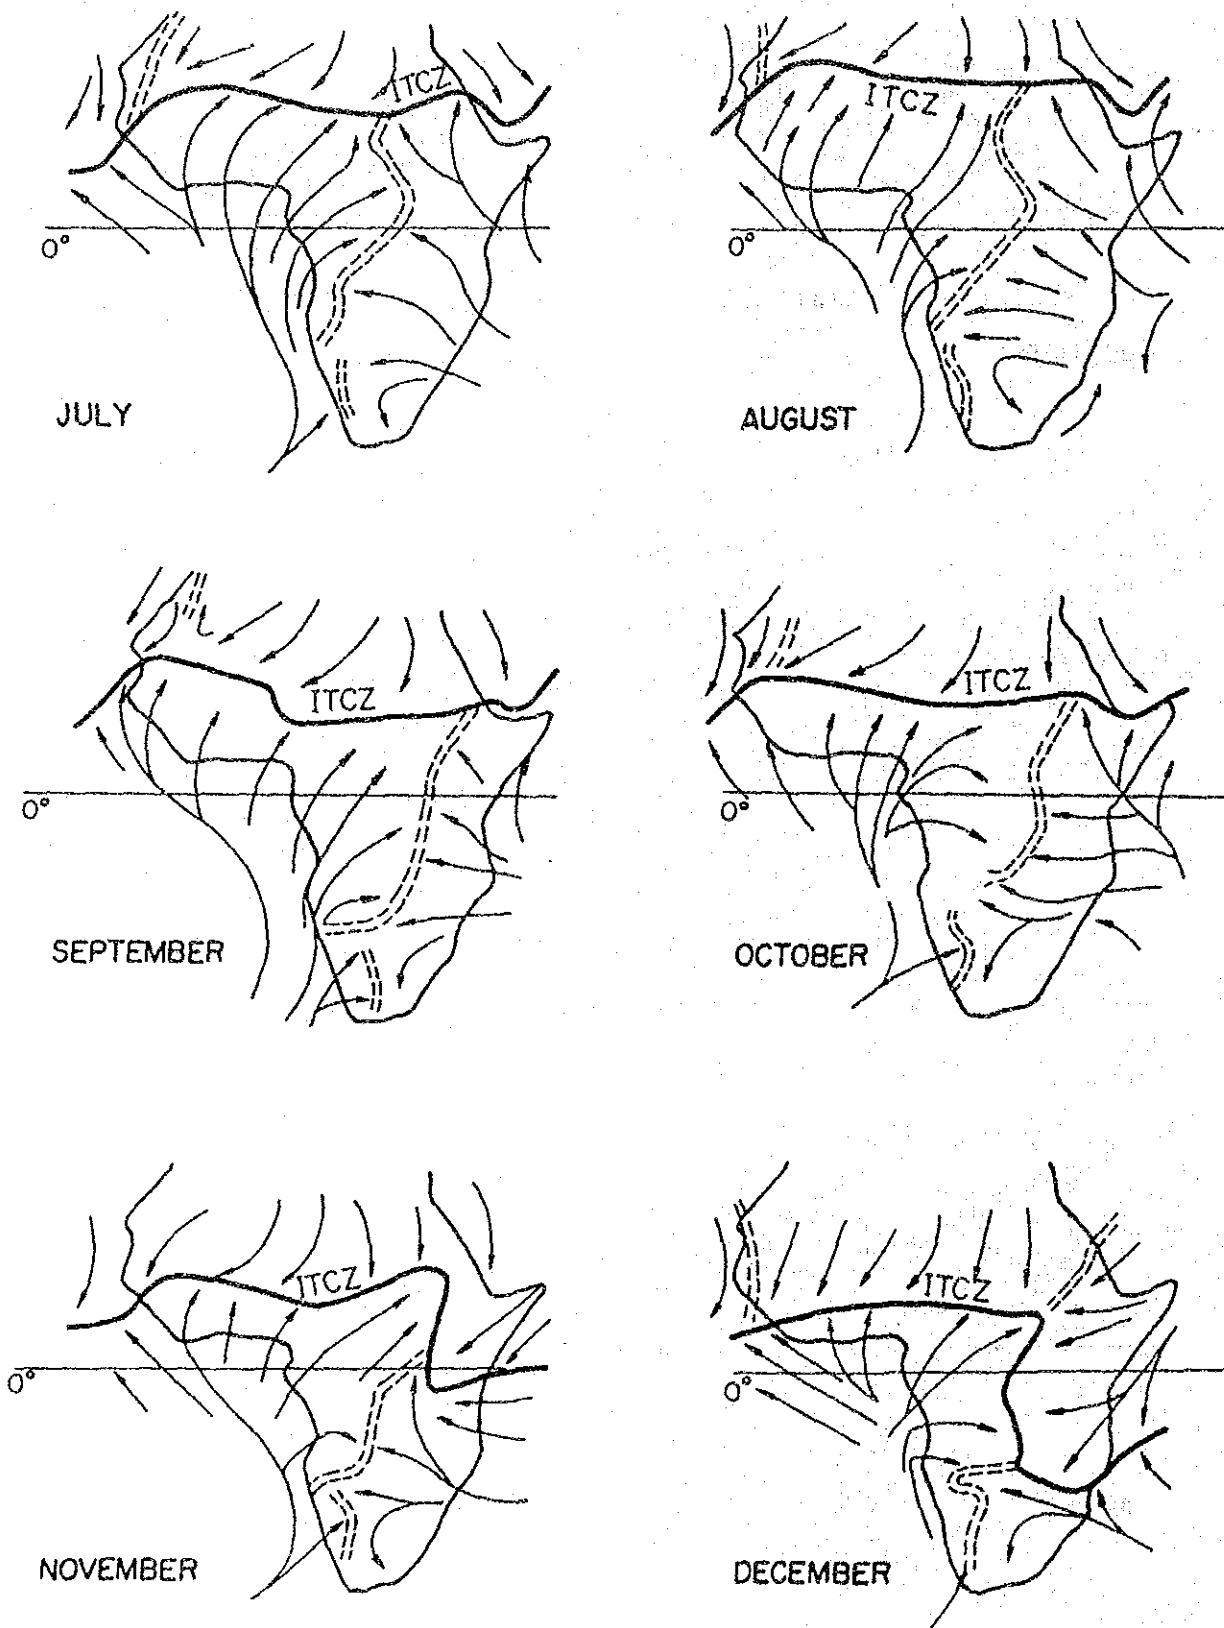 ITCZ
ITCZ
0°
0°
JULY
AUGUST
ITCZ
ITCZ
0°
0°
SEPTEMBER
OCTOBER
ITCZ
ITCZ
0°
0°
NOVEMBER
DECEMBER